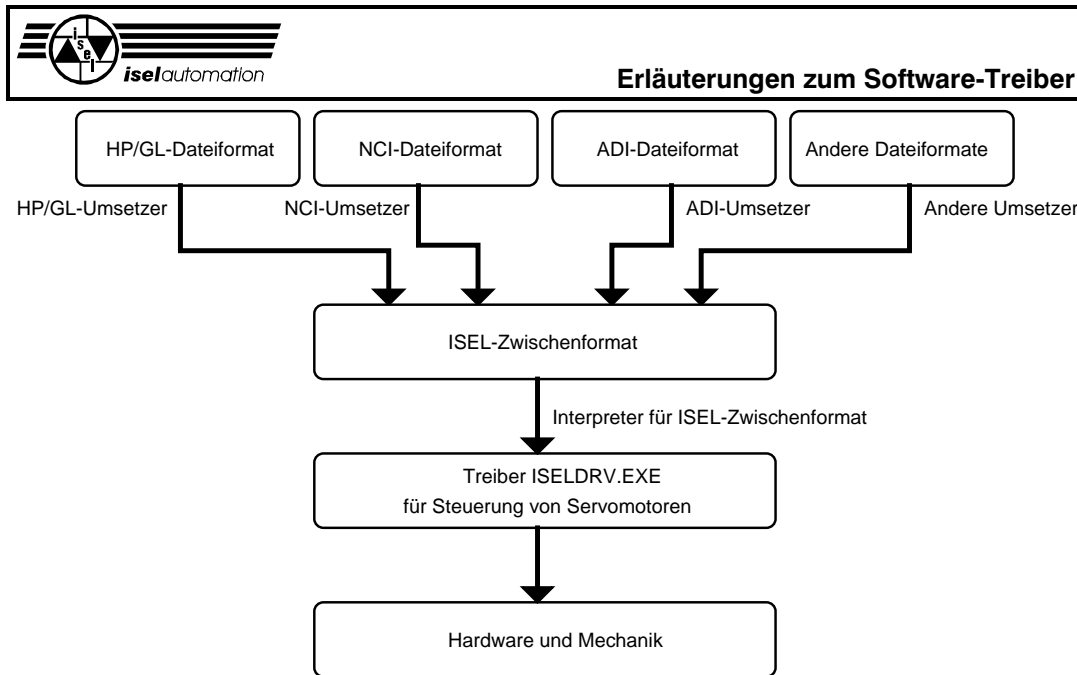 isel
iselautomation
Erläuterungen zum Software-Treiber
HP/GL-Dateiformat
NCI-Dateiformat
ADI-Dateiformat
Andere Dateiformate
HP/GL-Umsetzer
NCI-Umsetzer
ADI-Umsetzer
Andere Umsetzer
ISEL-Zwischenformat
Interpreter für ISEL-Zwischenformat
Treiber ISELDRV.EXE
für Steuerung von Servomotoren
Hardware und Mechanik